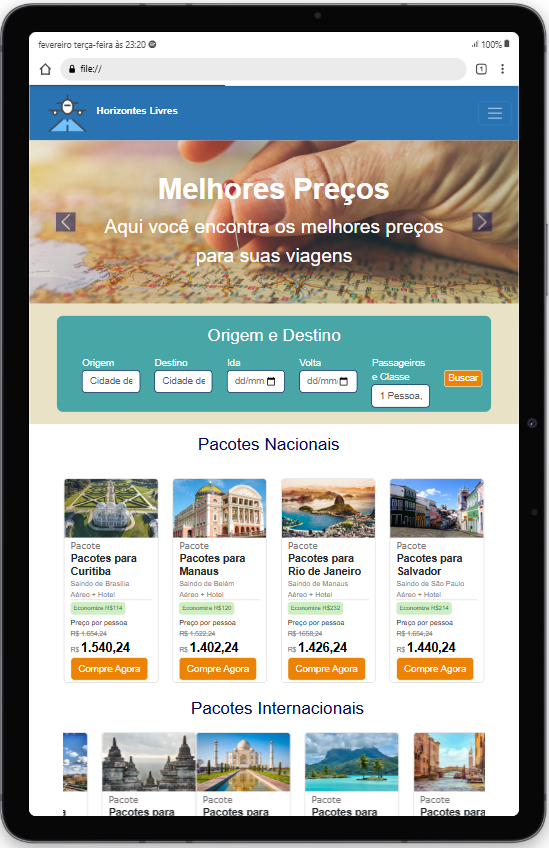 fevereiro terça-feira às 23:20
100%
file://
1
Horizontes Livres
Melhores Preços
Aqui você encontra os melhores preços
para suas viagens
Origem e Destino
Origem
Destino
Ida
Volta
Passageiros
e Classe
Cidade de
Cidade de
dd/mm/
dd/mm/
1 Pessoa,
Buscar
Pacotes Nacionais
Pacote
Pacotes para
Curitiba
Saindo de Brasília
Aéreo + Hotel
Economize R$114
Preço por pessoa
R$ 1.654,24
R$ 1.540,24
Compre Agora
Pacote
Pacotes para
Manaus
Saindo de Belém
Aéreo + Hotel
Economize R$120
Preço por pessoa
R$ 1.522,24
R$ 1.402,24
Compre Agora
Pacote
Pacotes para
Rio de Janeiro
Saindo de Manaus
Aéreo + Hotel
Economize R$232
Preço por pessoa
R$ 1658,24
R$ 1.426,24
Compre Agora
Pacote
Pacotes para
Salvador
Saindo de São Paulo
Aéreo + Hotel
Economize R$214
Preço por pessoa
R$ 1.654,24
R$ 1.440,24
Compre Agora
Pacotes Internacionais
Pacote
Pacotes para
Pacote
Pacotes para
Pacote
Pacotes para
Pacote
Pacotes para